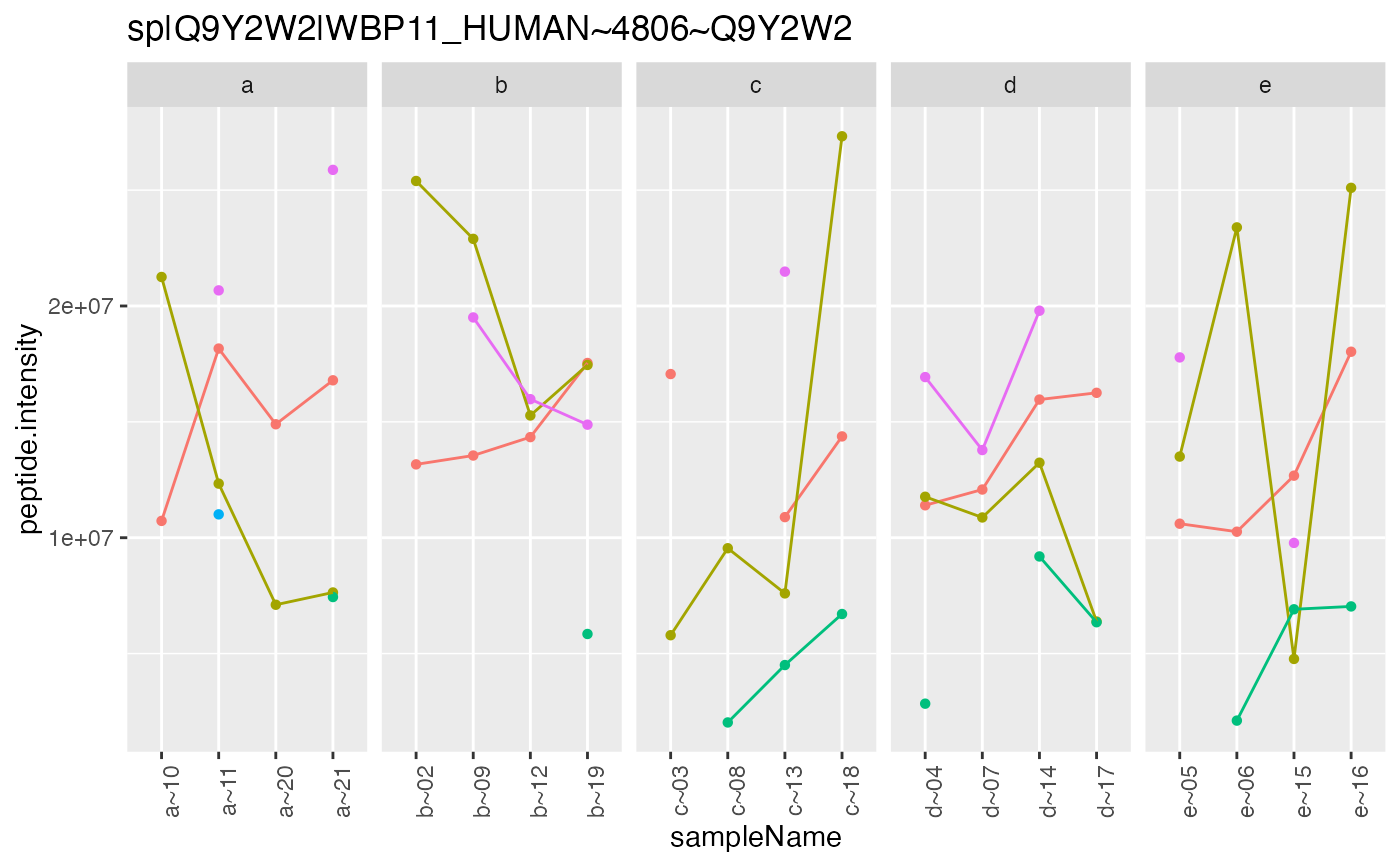 sp|Q9Y2W2|WBP11_HUMAN~4806~Q9Y2W2
a b c d e
peptide.intensity
2e+07
1e+07
a~10 a~11 a~20 a~21 b~02 b~09 b~12 b~19 c~03 c~08 c~13 c~18 d~04 d~07 d~14 d~17 e~05 e~06 e~15 e~16
sampleName